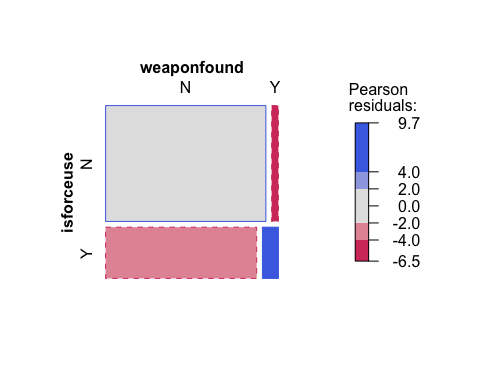 weaponfound
N Y
isforceuse
N
Y
Pearson
residuals:
9.7
4.0
2.0
0.0
-2.0
-4.0
-6.5